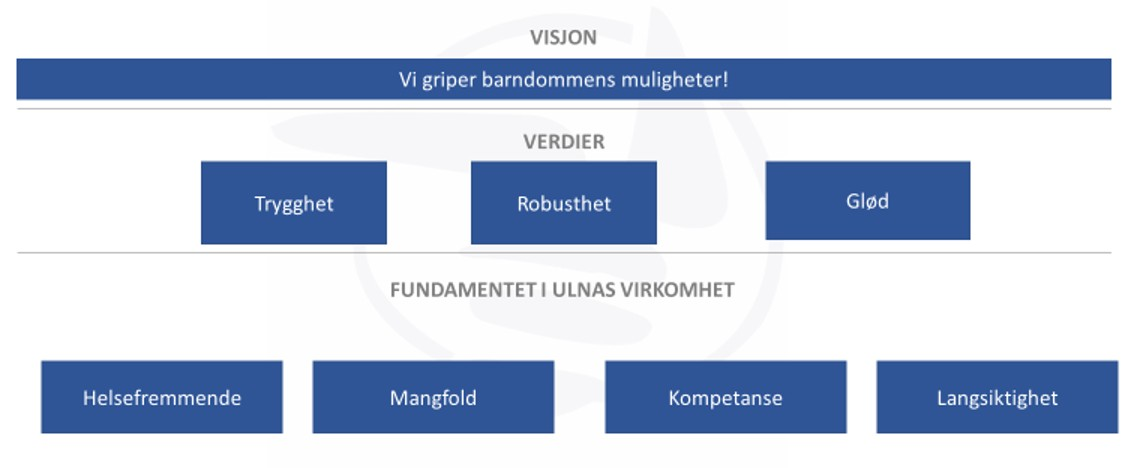 VISJON
Vi griper barndommens muligheter!
VERDIER
Trygghet
Robusthet
Glød
FUNDAMENTET I ULNAS VIRKOMHET
Helsefremmende
Mangfold
Kompetanse
Langsiktighet